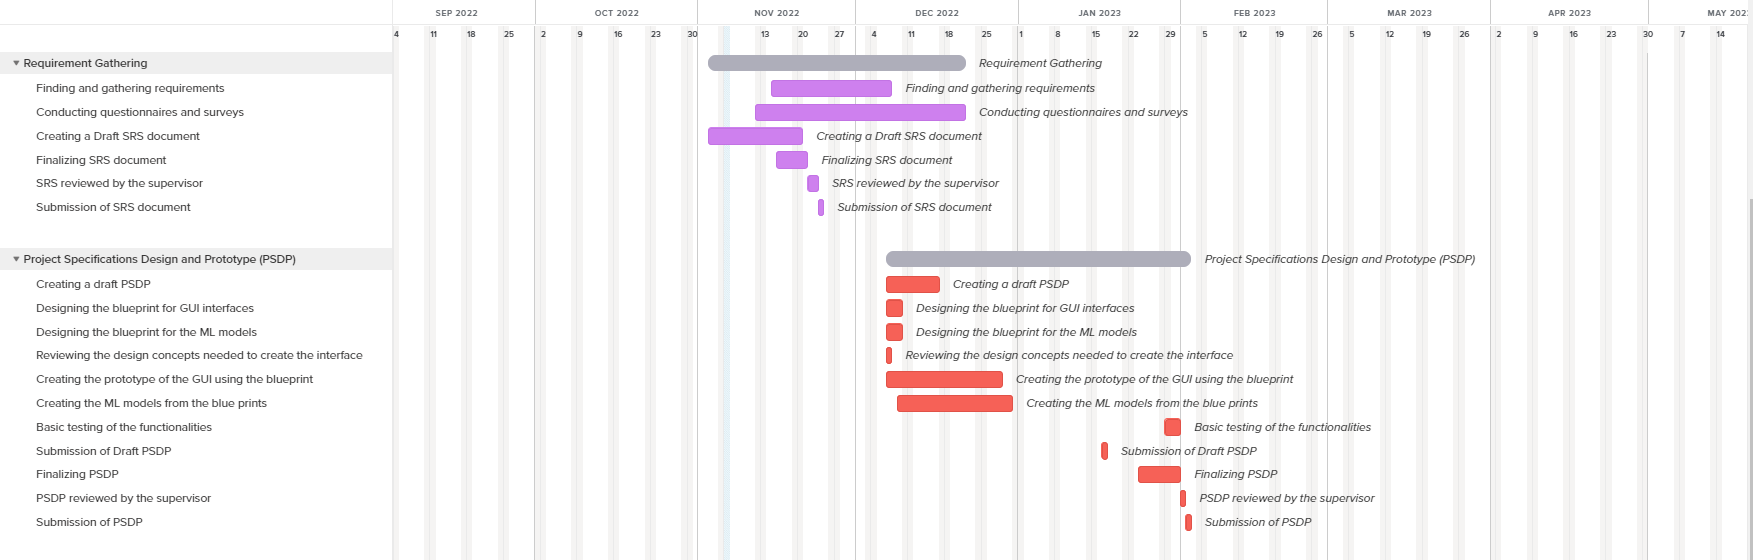 SEP 2022 OCT 2022 NOV 2022 DEC 2022 JAN 2023 FEB 2023 MAR 2023 APR 2023 MAY
4 11 18 25 2 9 16 23 30 13 20 27 4 11 18 25 1 8 15 22 29 5 12 19 26 5 12 19 26 2 9 16 23 30 7 14
Requirement Gathering Requirement Gathering
Finding and gathering requirements Finding and gathering requirements
Conducting questionnaires and surveys Conducting questionnaires and surveys
Creating a Draft SRS document Creating a Draft SRS document
Finalizing SRS document Finalizing SRS document
SRS reviewed by the supervisor SRS reviewed by the supervisor
Submission of SRS document Submission of SRS document
Project Specifications Design and Prototype (PSDP) Project Specifications Design and Prototype (PSDP)
Creating a draft PSDP Creating a draft PSDP
Designing the blueprint for GUI interfaces Designing the blueprint for GUI interfaces
Designing the blueprint for the ML models Designing the blueprint for the ML models
Reviewing the design concepts needed to create the interface Reviewing the design concepts needed to create the interface
Creating the prototype of the GUI using the blueprint Creating the prototype of the GUI using the blueprint
Creating the ML models from the blue prints Creating the ML models from the blue prints
Basic testing of the functionalities Basic testing of the functionalities
Submission of Draft PSDP Submission of Draft PSDP
Finalizing PSDP Finalizing PSDP
PSDP reviewed by the supervisor PSDP reviewed by the supervisor
Submission of PSDP Submission of PSDP